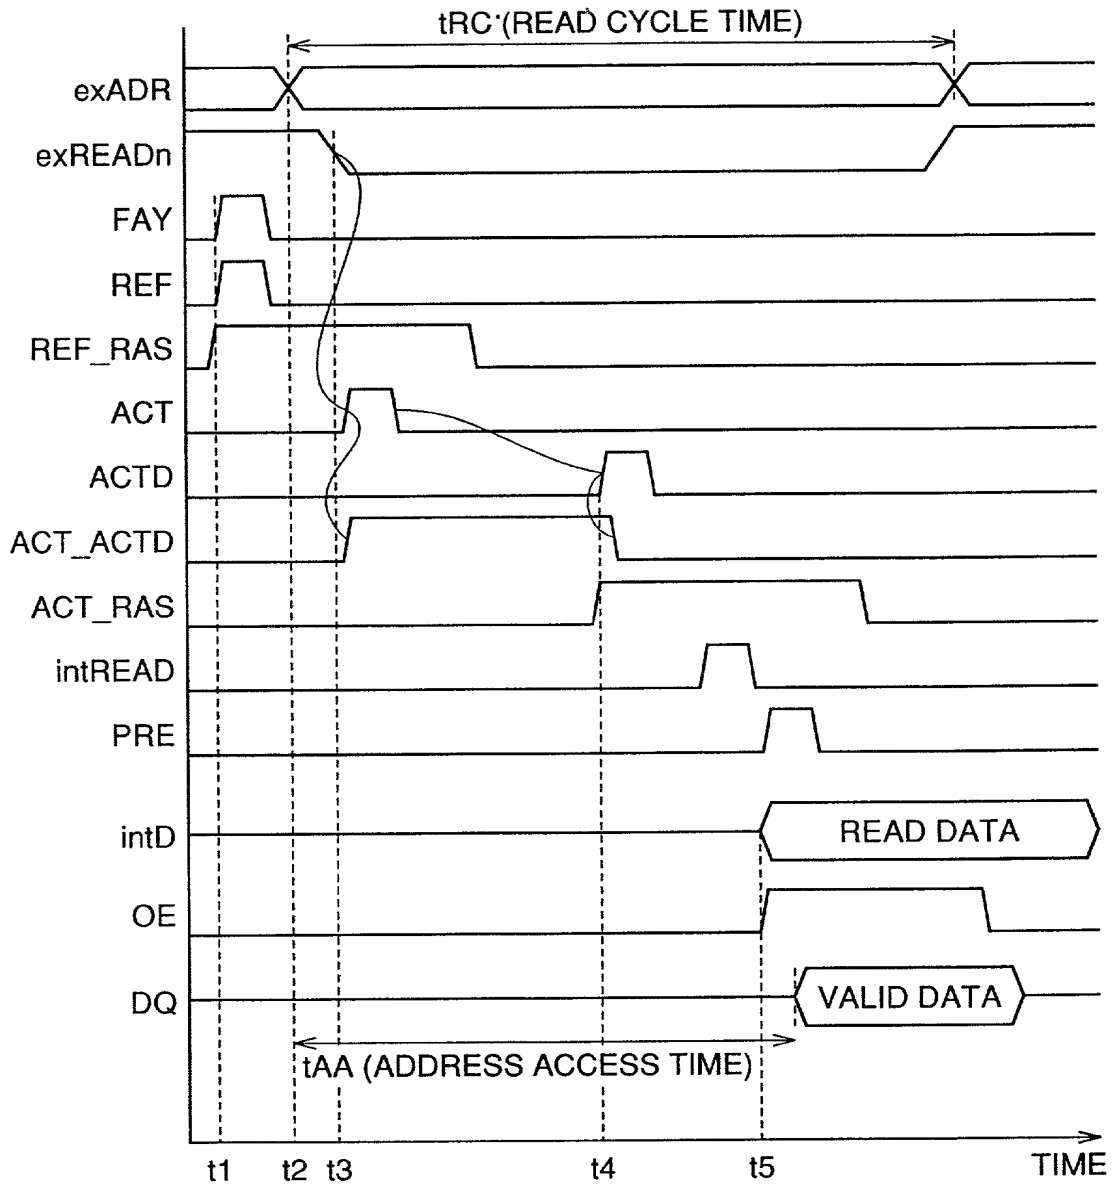 tRC (READ CYCLE TIME)
exADR
exREADn
FAY
REF
REF_RAS
ACT
ACTD
ACT_ACTD
ACT_RAS
intREAD
PRE
intD
READ DATA
OE
DQ
VALID DATA
tAA (ADDRESS ACCESS TIME)
t1 t2 t3 t4 t5 TIME